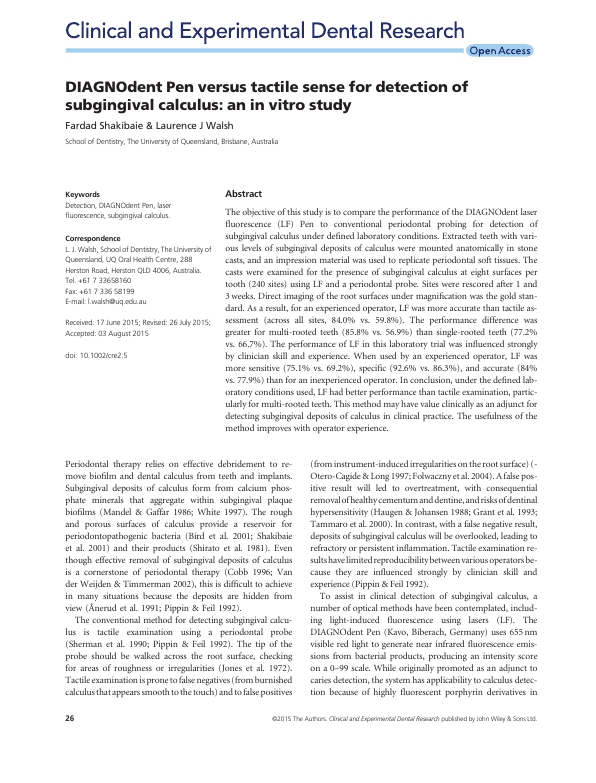 Clinical and Experimental Dental Research
Open Access
DIAGNOdent Pen versus tactile sense for detection of
subgingival calculus: an in vitro study
Fardad Shakibaie & Laurence J Walsh
School of Dentistry, The University of Queensland, Brisbane, Australia
Keywords
Detection, DIAGNOdent Pen, laser
fluorescence, subgingival calculus.
Correspondence
L. J. Walsh, School of Dentistry, The University of
Queensland, UQ Oral Health Centre, 288
Herston Road, Herston QLD 4006, Australia.
Tel. +61 7 33658160
Fax: +61 7 336 58199
E-mail: l.walsh@uq.edu.au
Received: 17 June 2015; Revised: 26 July 2015;
Accepted: 03 August 2015
doi: 10.1002/cre2.5
Abstract
The objective of this study is to compare the performance of the DIAGNOdent laser
fluorescence (LF) Pen to conventional periodontal probing for detection of
subgingival calculus under defined laboratory conditions. Extracted teeth with vari-
ous levels of subgingival deposits of calculus were mounted anatomically in stone
casts, and an impression material was used to replicate periodontal soft tissues. The
casts were examined for the presence of subgingival calculus at eight surfaces per
tooth (240 sites) using LF and a periodontal probe. Sites were rescored after 1 and
3 weeks. Direct imaging of the root surfaces under magnification was the gold stan-
dard. As a result, for an experienced operator, LF was more accurate than tactile as-
sessment (across all sites, 84.0% vs. 59.8%). The performance difference was
greater for multi-rooted teeth (85.8% vs. 56.9%) than single-rooted teeth (77.2%
vs. 66.7%). The performance of LF in this laboratory trial was influenced strongly
by clinician skill and experience. When used by an experienced operator, LF was
more sensitive (75.1% vs. 69.2%), specific (92.6% vs. 86.3%), and accurate (84%
vs. 77.9%) than for an inexperienced operator. In conclusion, under the defined lab-
oratory conditions used, LF had better performance than tactile examination, partic-
ularly for multi-rooted teeth. This method may have value clinically as an adjunct for
detecting subgingival deposits of calculus in clinical practice. The usefulness of the
method improves with operator experience.
Periodontal therapy relies on effective debridement to re-
move biofilm and dental calculus from teeth and implants.
Subgingival deposits of calculus form from calcium phos-
phate minerals that aggregate within subgingival plaque
biofilms (Mandel & Gaffar 1986; White 1997). The rough
and porous surfaces of calculus provide a reservoir for
periodontopathogenic bacteria (Bird et al. 2001; Shakibaie
et al. 2001) and their products (Shirato et al. 1981). Even
though effective removal of subgingival deposits of calculus
is a cornerstone of periodontal therapy (Cobb 1996; Van
der Weijden & Timmerman 2002), this is difficult to achieve
in many situations because the deposits are hidden from
view (Ånerud et al. 1991; Pippin & Feil 1992).
The conventional method for detecting subgingival calcu-
lus is tactile examination using a periodontal probe
(Sherman et al. 1990; Pippin & Feil 1992). The tip of the
probe should be walked across the root surface, checking
for areas of roughness or irregularities (Jones et al. 1972).
Tactile examination is prone to false negatives (from burnished
calculus that appears smooth to the touch) and to false positives
(from instrument-induced irregularities on the root surface) (-
Otero-Cagide & Long 1997; Folwaczny et al. 2004). A false pos-
itive result will led to overtreatment, with consequential
removal of healthy cementum and dentine, and risks of dentinal
hypersensitivity (Haugen & Johansen 1988; Grant et al. 1993;
Tammaro et al. 2000). In contrast, with a false negative result,
deposits of subgingival calculus will be overlooked, leading to
refractory or persistent inflammation. Tactile examination re-
sults have limited reproducibility between various operators be-
cause they are influenced strongly by clinician skill and
experience (Pippin & Feil 1992).
To assist in clinical detection of subgingival calculus, a
number of optical methods have been contemplated, includ-
ing light-induced fluorescence using lasers (LF). The
DIAGNOdent Pen (Kavo, Biberach, Germany) uses 655 nm
visible red light to generate near infrared fluorescence emis-
sions from bacterial products, producing an intensity score
on a 0–99 scale. While originally promoted as an adjunct to
caries detection, the system has applicability to calculus detec-
tion because of highly fluorescent porphyrin derivatives in
26
©2015 The Authors. Clinical and Experimental Dental Research published by John Wiley & Sons Ltd.